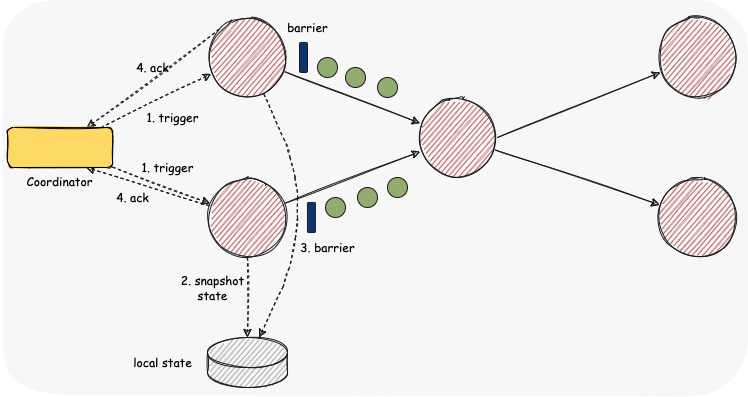 barrier
4. ack
1. trigger
1. trigger
Coordinator
4. ack
3. barrier
2. snapshot
state
local state